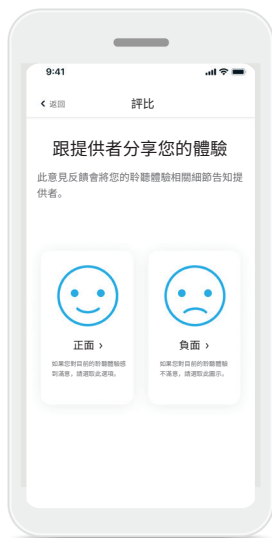 9:41
返回
評比
跟提供者分享您的體驗
此意見反饋會將您的聆聽體驗相關細節告知提
供者。
正面 ›
如果您對目前的聆聽體驗感
到滿意，請選取此選項。
負面 ›
如果您對目前的聆聽體驗
不滿意，請選取此圖示。